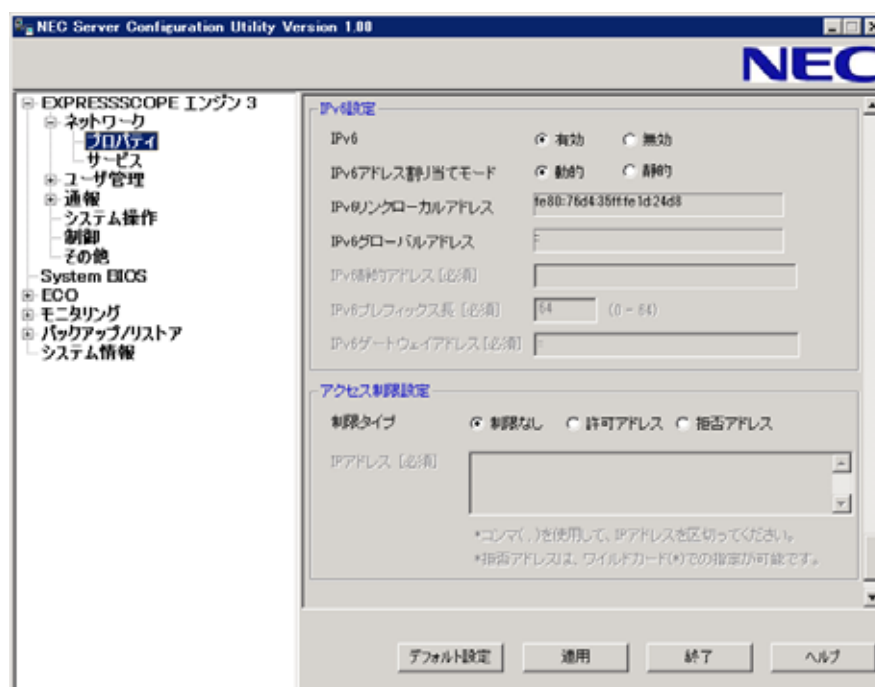 NEC Server Configuration Utility Version 1.00
NEC
EXPRESSSCOPE エンジン 3
ネットワーク
プロパティ
サービス
ユーザ管理
通報
システム操作
制御
その他
System BIOS
ECO
モニタリング
バックアップ/リストア
システム情報
IPv6設定
IPv6 有効 無効
IPv6アドレス割り当てモード 動的 静的
IPv6リンクローカルアドレス fe80:76d4:35ff:fe1d:24d8
IPv6グローバルアドレス
IPv6静的アドレス [必須]
IPv6プレフィックス長 [必須] 64 (0 - 64)
IPv6ゲートウェイアドレス [必須]
アクセス制限設定
制限タイプ 制限なし 許可アドレス 拒否アドレス
IPアドレス [必須]
*コンマ( , )を使用して、IPアドレスを区切ってください。
*拒否アドレスは、ワイルドカード(*)での指定が可能です。
デフォルト設定 適用 終了 ヘルプ